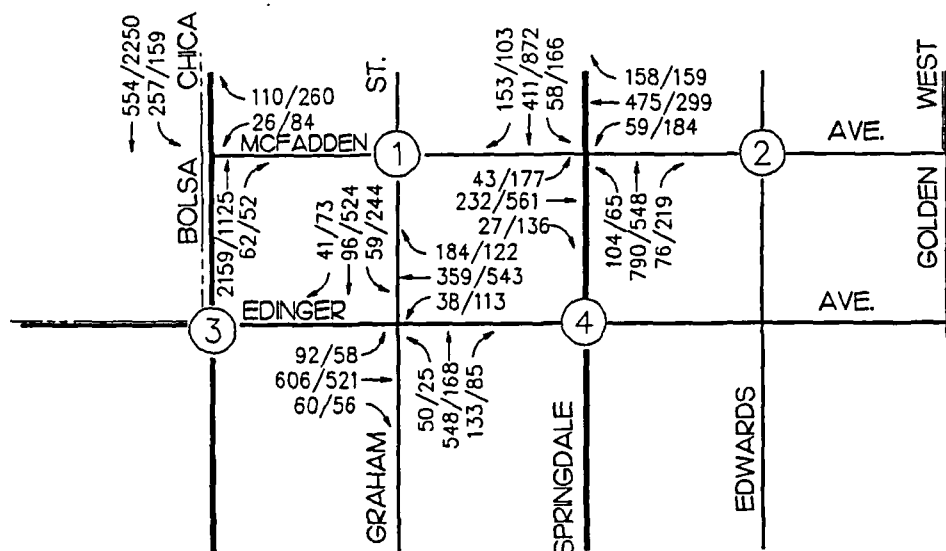 554/2250
257/159
CHICA
BOLSA
110/260
26/84
MCFADDEN
2159/1125
62/52
ST.
1
153/103
411/872
58/166
158/159
475/299
59/184
AVE.
2
WEST
GOLDEN
43/177
232/561
27/136
104/65
790/548
76/219
41/73
96/524
59/244
184/122
359/543
38/113
EDINGER
AVE.
3
4
92/58
606/521
60/56
50/25
548/168
133/85
GRAHAM
SPRINGDALE
EDWARDS